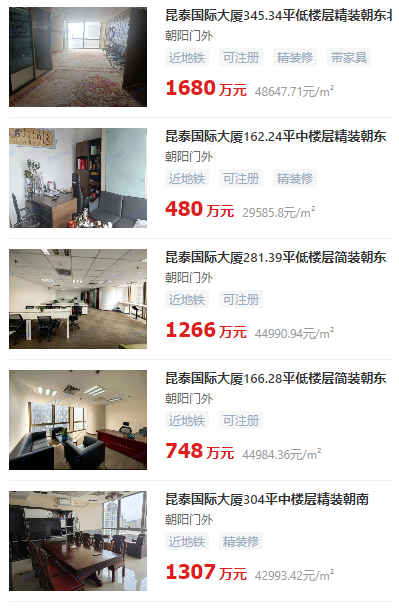 昆泰国际大厦345.34平低楼层精装朝东
朝阳门外
近地铁 可注册 精装修 带家具
1680万元 48647.71元/m²
昆泰国际大厦162.24平中楼层精装朝东
朝阳门外
近地铁 可注册 精装修
480万元 29585.8元/m²
昆泰国际大厦281.39平低楼层简装朝东
朝阳门外
近地铁 可注册
1266万元 44990.94元/m²
昆泰国际大厦166.28平低楼层简装朝东
朝阳门外
近地铁 可注册
748万元 44984.36元/m²
昆泰国际大厦304平中楼层精装朝南
朝阳门外
近地铁 精装修
1307万元 42993.42元/m²